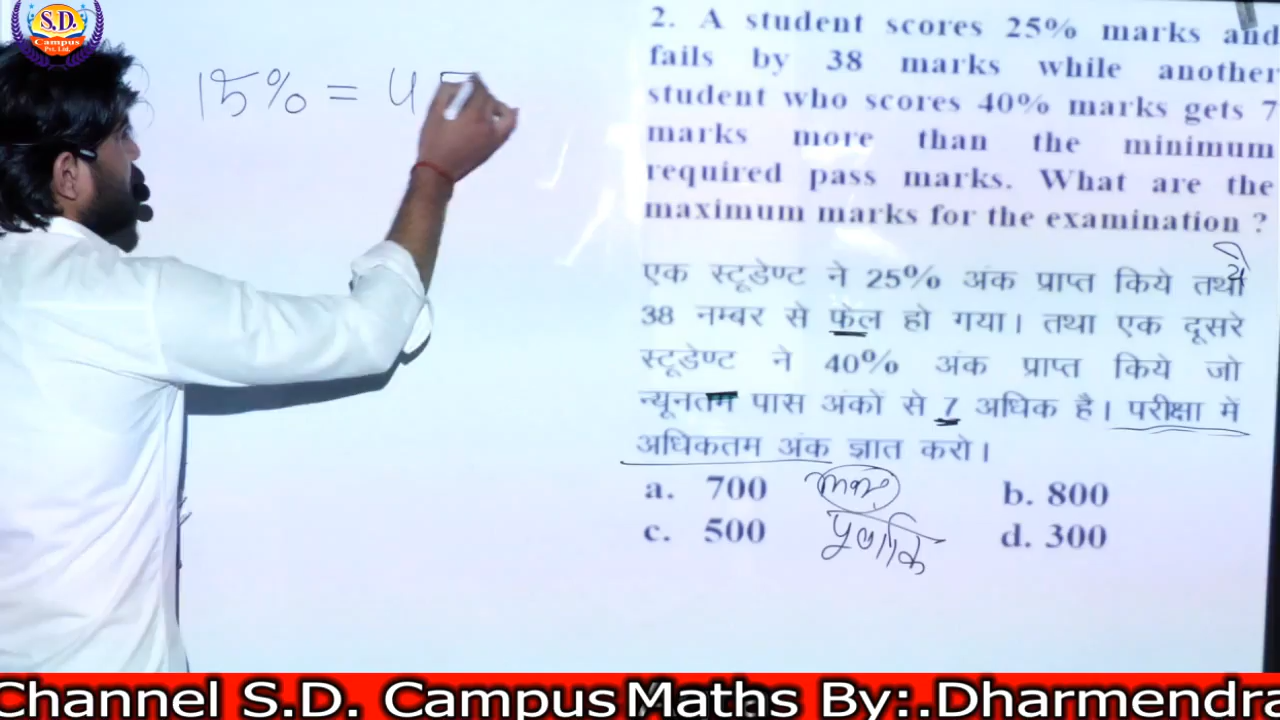 S.D.
Campus
Pvt. Ltd.
15% = 45
2. A student scores 25% marks and
fails by 38 marks while another
student who scores 40% marks gets 7
marks more than the minimum
required pass marks. What are the
maximum marks for the examination ?
एक स्टूडेण्ट ने 25% अंक प्राप्त किये तथा
38 नम्बर से फेल हो गया। तथा एक दूसरे
स्टूडेण्ट ने 40% अंक प्राप्त किये जो
न्यूनतम पास अंको से 7 अधिक है। परीक्षा में
अधिकतम अंक ज्ञात करो।
a. 700
b. 800
c. 500
d. 300
पूर्णांक
Channel S.D. Campus Maths By:.Dharmendra